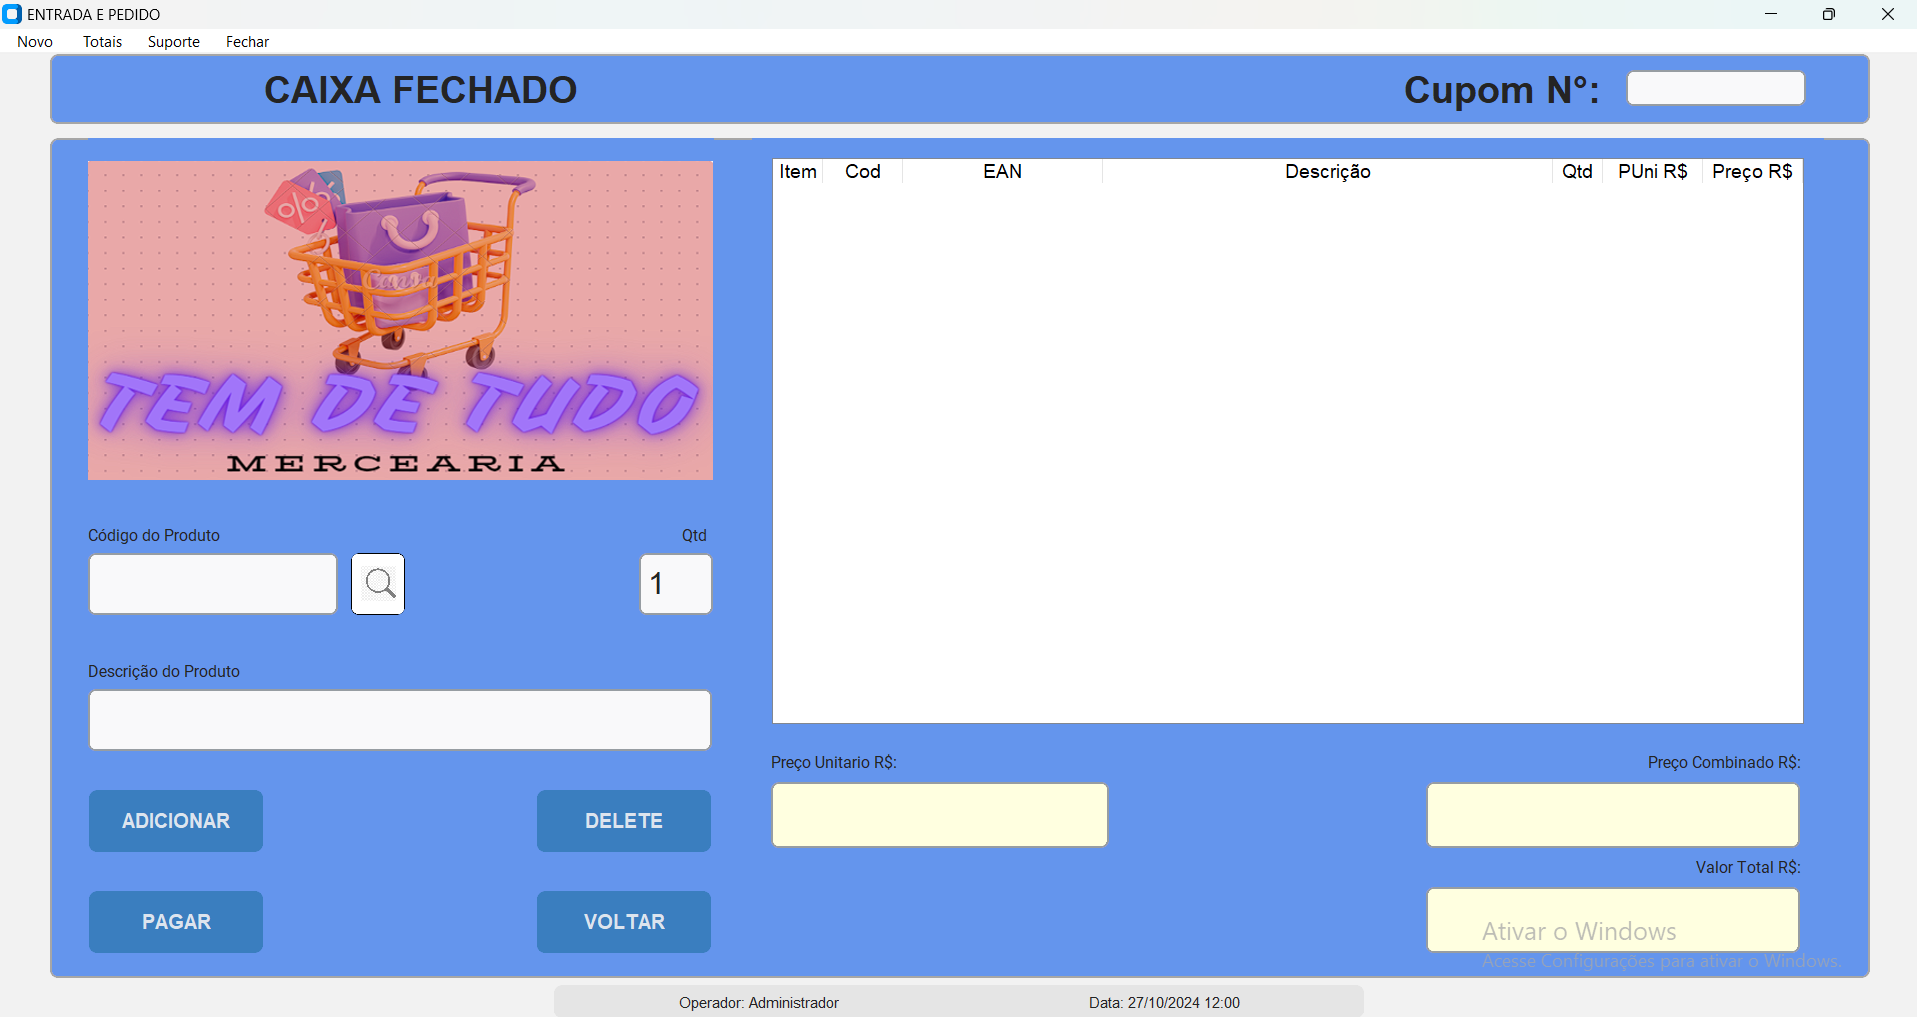 ENTRADA E PEDIDO
Novo Totais Suporte Fechar
CAIXA FECHADO
Cupom N°:
% %
Canva
TEM DE TUDO
MERCEARIA
Item Cod EAN Descrição Qtd PUni R$ Preço R$
Código do Produto
Qtd
1
Descrição do Produto
ADICIONAR
DELETE
PAGAR
VOLTAR
Preço Unitario R$:
Preço Combinado R$:
Valor Total R$:
Ativar o Windows
Acesse Configurações para ativar o Windows.
Operador: Administrador
Data: 27/10/2024 12:00